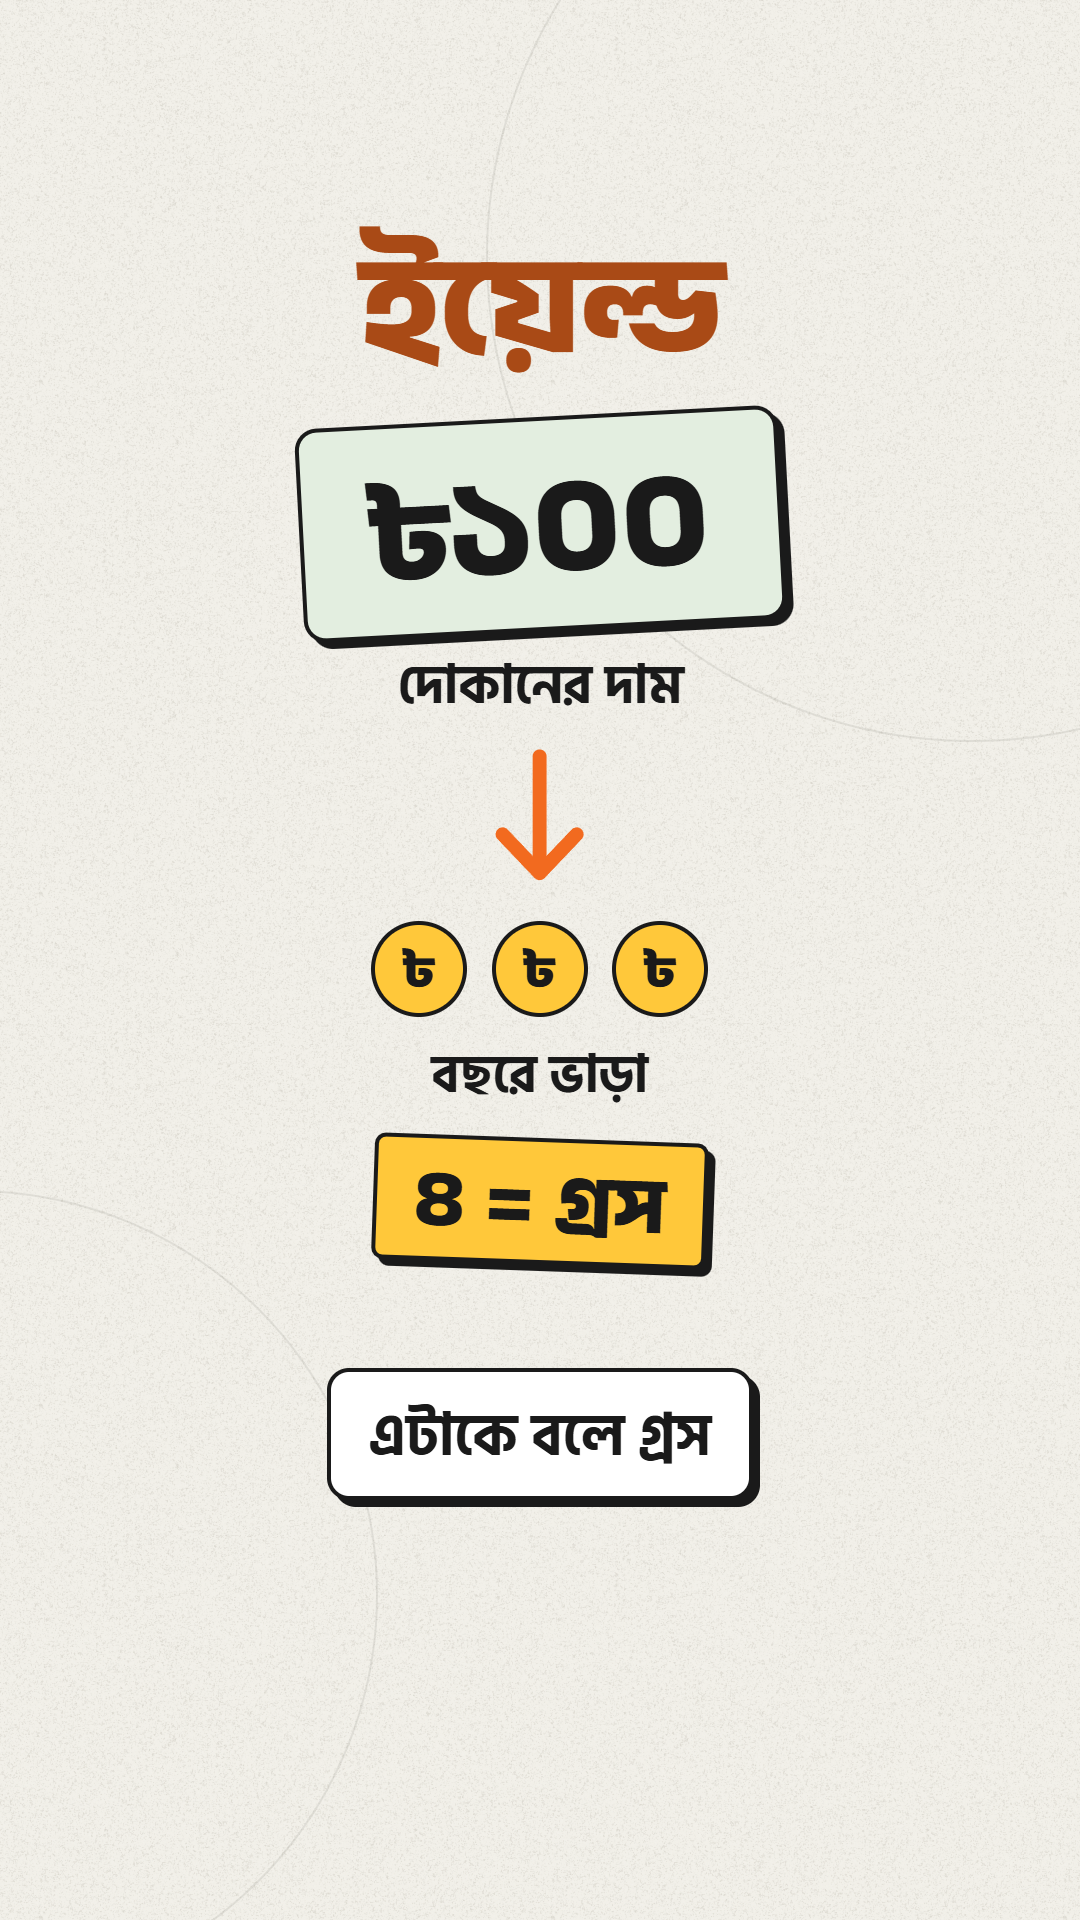 ইয়েল্ড
৳১০০
দোকানের দাম
৳ ৳ ৳
বছরে ভাড়া
৪ = গ্রস
এটাকে বলে গ্রস